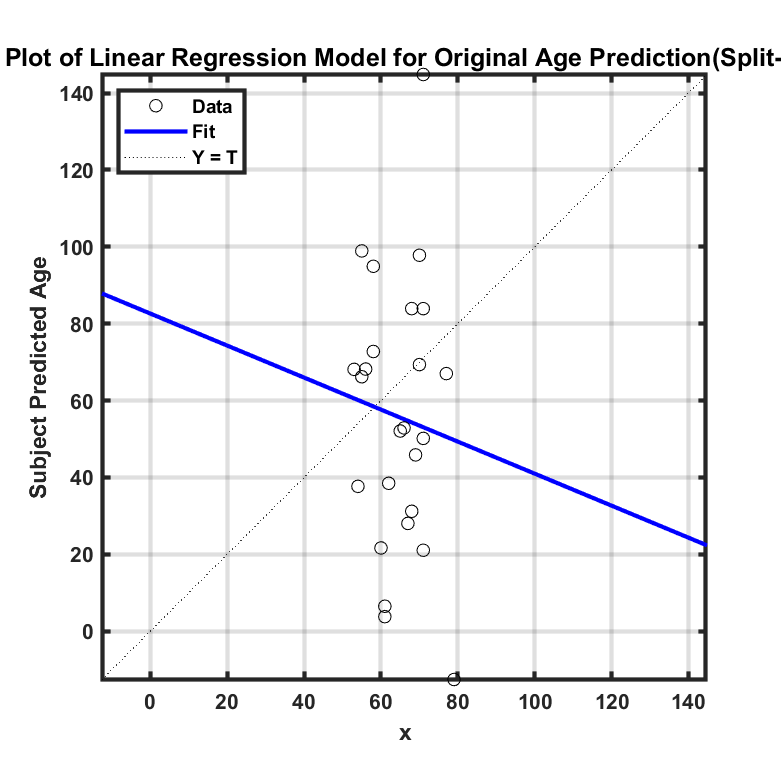 Plot of Linear Regression Model for Original Age Prediction(Split-
140
120
100
80
60
40
20
0
Data
Fit
Y = T
Subject Predicted Age
0 20 40 60 80 100 120 140
x